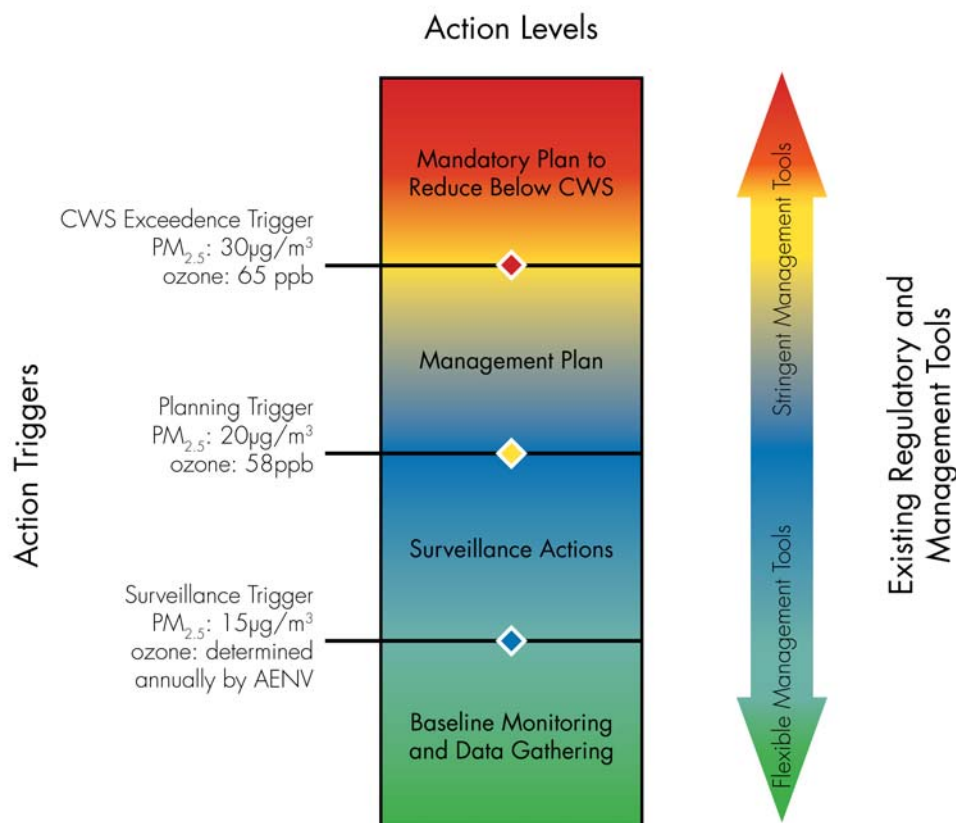 Action Levels
Mandatory Plan to
Reduce Below CWS
CWS Exceedence Trigger
PM₂.₅: 30µg/m³
ozone: 65 ppb
Management Plan
Planning Trigger
PM₂.₅: 20µg/m³
ozone: 58ppb
Surveillance Actions
Surveillance Trigger
PM₂.₅: 15µg/m³
ozone: determined
annually by AENV
Baseline Monitoring
and Data Gathering
Action Triggers
Stringent Management Tools
Flexible Management Tools
Existing Regulatory and
Management Tools